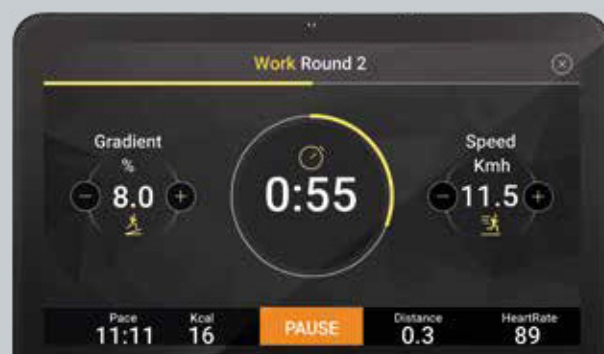 Work Round 2
Gradient
%
8.0
0:55
Speed
Kmh
11.5
Pace
11:11
Kcal
16
PAUSE
Distance
0.3
HeartRate
89